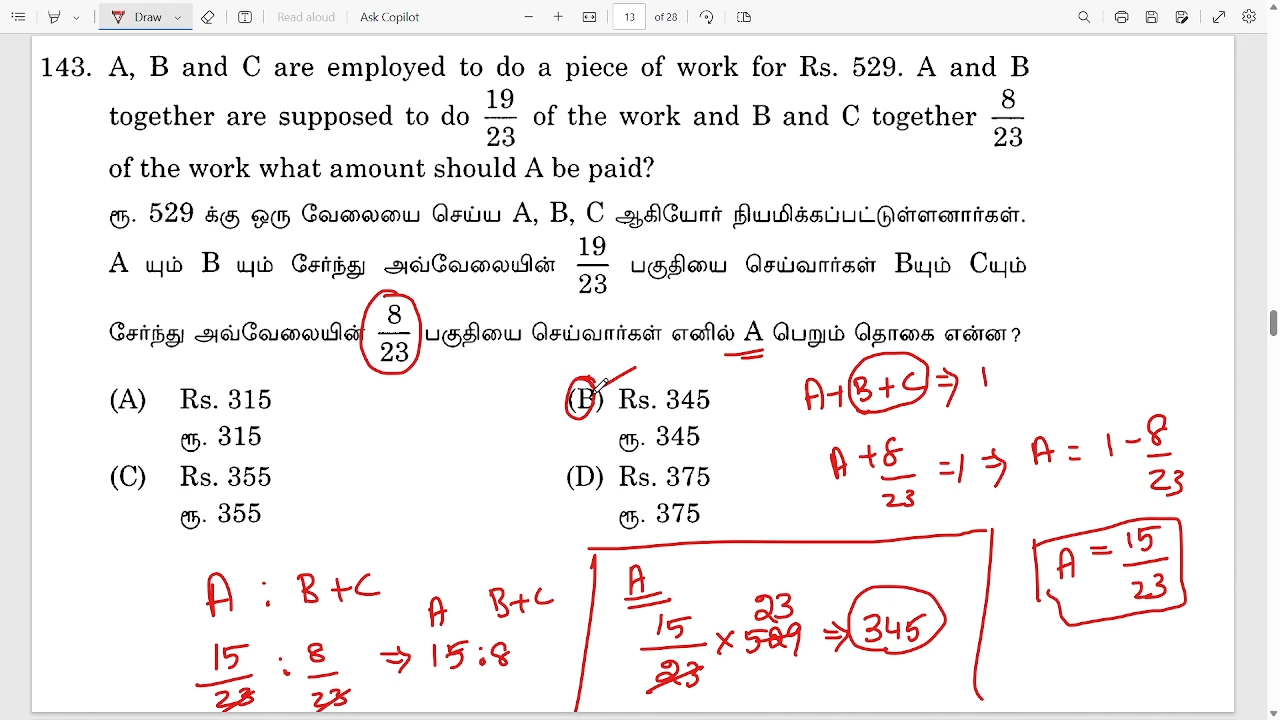 Draw
Read aloud
Ask Copilot
13 of 28
143. A, B and C are employed to do a piece of work for Rs. 529. A and B
together are supposed to do 19/23 of the work and B and C together 8/23
of the work what amount should A be paid?
ரூ. 529 க்கு ஒரு வேலையை செய்ய A, B, C ஆகியோர் நியமிக்கப்பட்டுள்ளனார்கள்.
A யும் B யும் சேர்ந்து அவ்வேலையின் 19/23 பகுதியை செய்வார்கள் Bயும் Cயும்
சேர்ந்து அவ்வேலையின் 8/23 பகுதியை செய்வார்கள் எனில் A பெறும் தொகை என்ன?
(A) Rs. 315
ரூ. 315
(B) Rs. 345
ரூ. 345
(C) Rs. 355
ரூ. 355
(D) Rs. 375
ரூ. 375
A+B+C ⇒ 1
A + 8/23 = 1 ⇒ A = 1 - 8/23
A = 15/23
A : B+C
15/23 : 8/23 ⇒ 15:8
A B+C
A
23
15/23 × 529 ⇒ 345